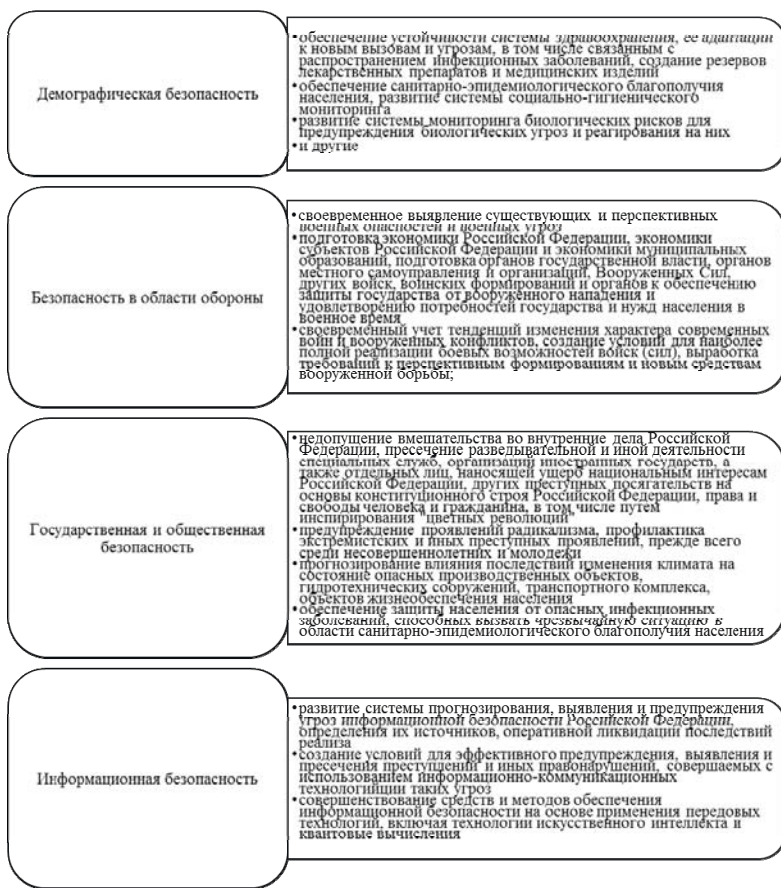 Демографическая безопасность
•обеспечение устойчивости системы здравоохранения, ее адаптации
к новым вызовам и угрозам, в том числе связанным с
распространением инфекционных заболеваний, создание резервов
лекарственных препаратов и медицинских изделий
•обеспечение санитарно-эпидемиологического благополучия
населения, развитие системы социально-гигиенического
мониторинга
•развитие системы мониторинга биологических рисков для
предупреждения биологических угроз и реагирования на них
•и другие
Безопасность в области обороны
•своевременное выявление существующих и перспективных
военных опасностей и военных угроз
•подготовка экономики Российской Федерации, экономики
субъектов Российской Федерации и экономики муниципальных
образований, подготовка органов государственной власти, органов
местного самоуправления и организаций, Вооруженных Сил,
других войск, воинских формирований и органов к обеспечению
защиты государства от вооруженного нападения и
удовлетворению потребностей государства и нужд населения в
военное время
•своевременный учет тенденций изменения характера современных
войн и вооруженных конфликтов, создание условий для наиболее
полной реализации боевых возможностей войск (сил), выработка
требований к перспективным формированиям и новым средствам
вооруженной борьбы;
Государственная и общественная
безопасность
•недопущение вмешательства во внутренние дела Российской
Федерации, пресечение разведывательной и иной деятельности
специальных служб, организаций иностранных государств, а
также отдельных лиц, наносящей ущерб национальным интересам
Российской Федерации, других преступных посягательств на
основы конституционного строя Российской Федерации, права и
свободы человека и гражданина, в том числе путем
инспирирования "цветных революций"
•предупреждение проявлений радикализма, профилактика
экстремистских и иных преступных проявлений, прежде всего
среди несовершеннолетних и молодежи
•прогнозирование влияния последствий изменения климата на
состояние опасных производственных объектов,
гидротехнических сооружений, транспортного комплекса,
объектов жизнеобеспечения населения
•обеспечение защиты населения от опасных инфекционных
заболеваний, способных вызвать чрезвычайную ситуацию в
области санитарно-эпидемиологического благополучия населения
Информационная безопасность
•развитие системы прогнозирования, выявления и предупреждения
угроз информационной безопасности Российской Федерации,
определения их источников, оперативной ликвидации последствий
реализа
•создание условий для эффективного предупреждения, выявления и
пресечения преступлений и иных правонарушений, совершаемых с
использованием информационно-коммуникационных
технологийции таких угроз
•совершенствование средств и методов обеспечения
информационной безопасности на основе применения передовых
технологий, включая технологии искусственного интеллекта и
квантовые вычисления